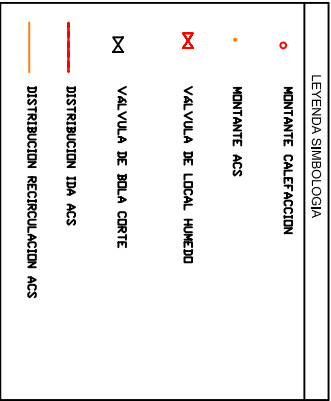 LEYENDA SIMBOLOGIA
MONTANTE CALEFACCION
MONTANTE ACS
VALVULA DE LOCAL HUMEDO
VALVULA DE BOLA CORTE
DISTRIBUCION IDA ACS
DISTRIBUCION RECIRCULACION ACS